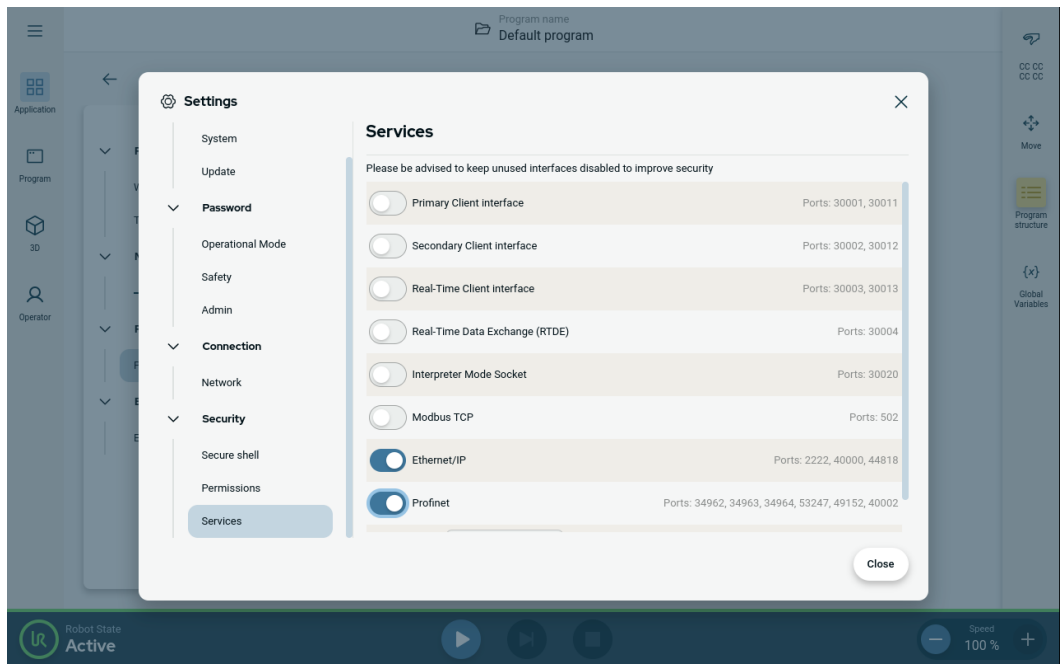 Program name
Default program
Application
Program
3D
Operator
Settings
System
Update
Password
Operational Mode
Safety
Admin
Connection
Network
Security
Secure shell
Permissions
Services
Services
Please be advised to keep unused interfaces disabled to improve security
Primary Client interface Ports: 30001, 30011
Secondary Client interface Ports: 30002, 30012
Real-Time Client interface Ports: 30003, 30013
Real-Time Data Exchange (RTDE) Ports: 30004
Interpreter Mode Socket Ports: 30020
Modbus TCP Ports: 502
Ethernet/IP Ports: 2222, 40000, 44818
Profinet Ports: 34962, 34963, 34964, 53247, 49152, 40002
Close
CC CC
CC CC
Move
Program
structure
{x}
Global
Variables
UR
Robot State
Active
Speed
100 %